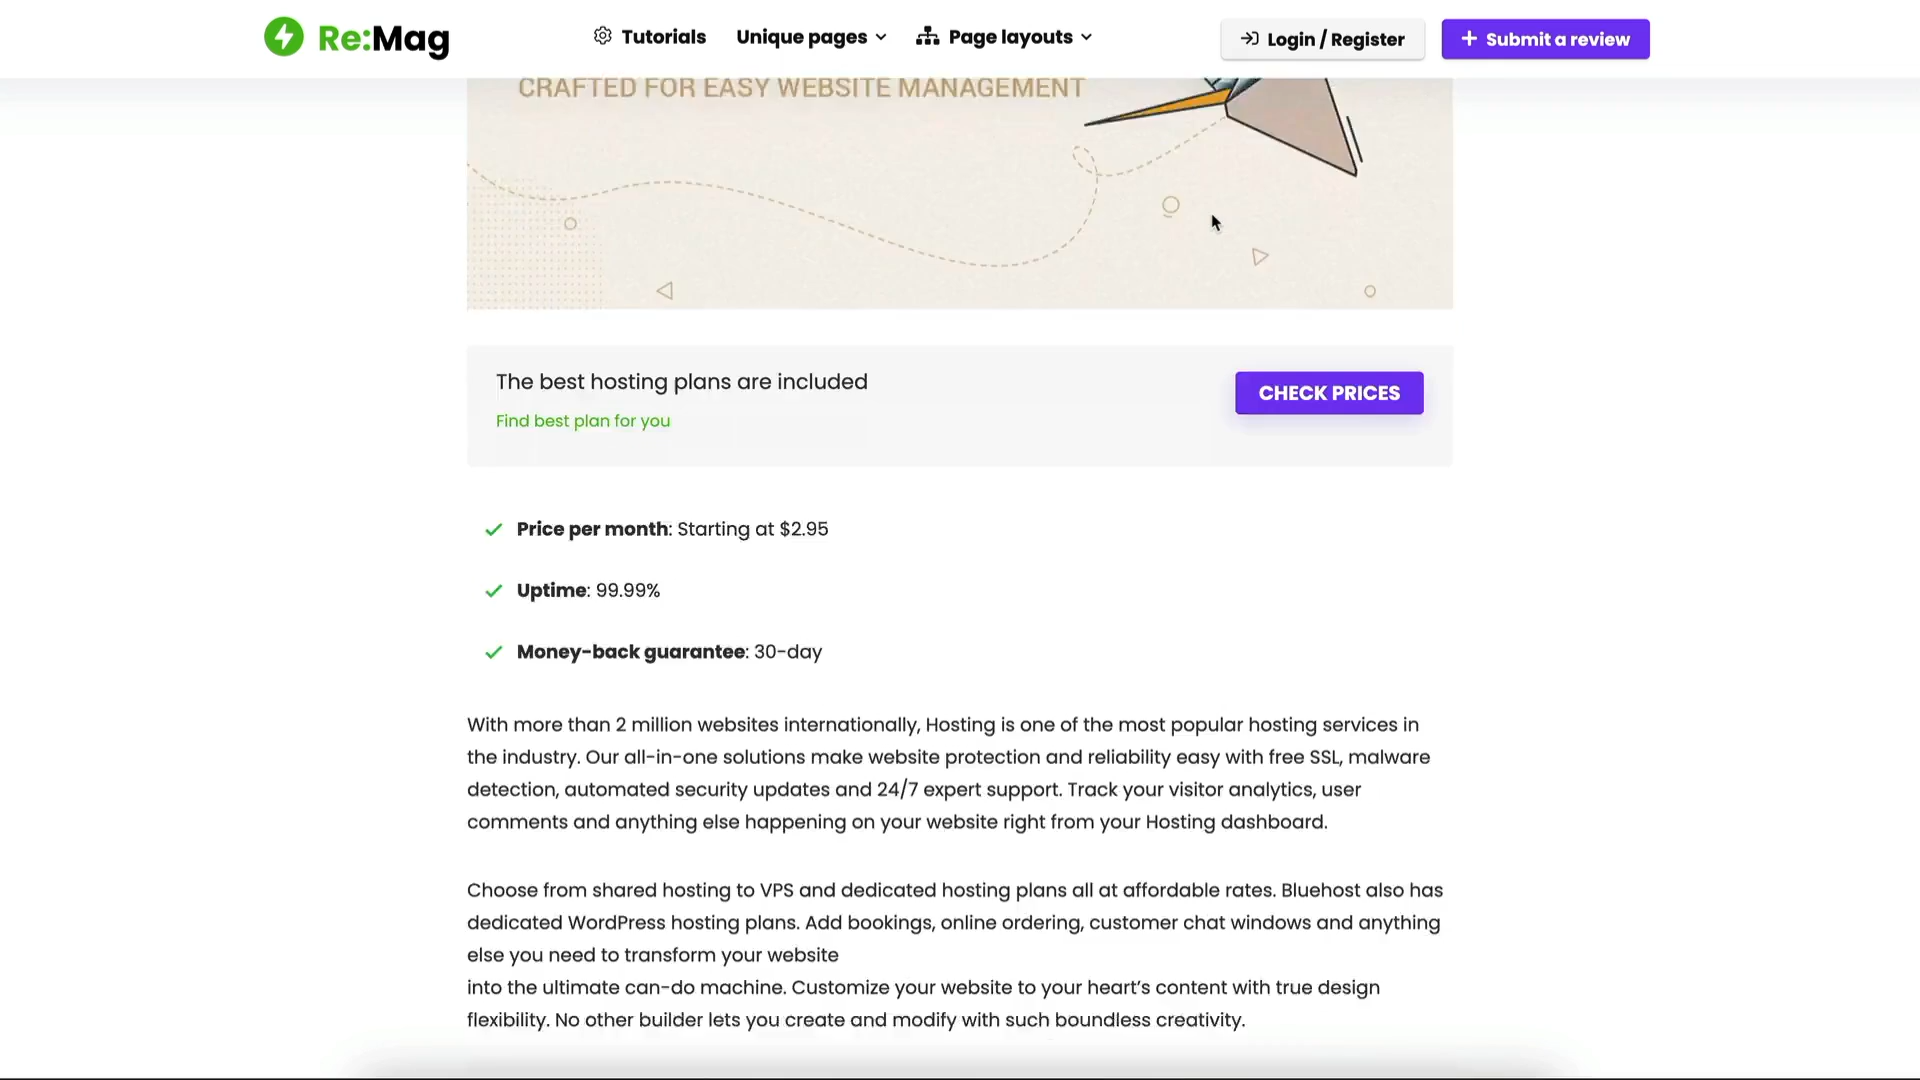 Re:Mag
Tutorials
Unique pages
Page layouts
Login / Register
+ Submit a review
CRAFTED FOR EASY WEBSITE MANAGEMENT
The best hosting plans are included
CHECK PRICES
Find best plan for you
Price per month: Starting at $2.95
Uptime: 99.99%
Money-back guarantee: 30-day
With more than 2 million websites internationally, Hosting is one of the most popular hosting services in
the industry. Our all-in-one solutions make website protection and reliability easy with free SSL, malware
detection, automated security updates and 24/7 expert support. Track your visitor analytics, user
comments and anything else happening on your website right from your Hosting dashboard.
Choose from shared hosting to VPS and dedicated hosting plans all at affordable rates. Bluehost also has
dedicated WordPress hosting plans. Add bookings, online ordering, customer chat windows and anything
else you need to transform your website
into the ultimate can-do machine. Customize your website to your heart’s content with true design
flexibility. No other builder lets you create and modify with such boundless creativity.